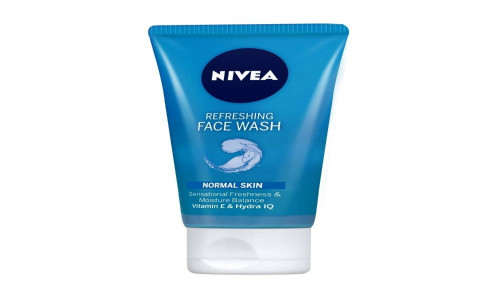 NIVEA
REFRESHING
FACE WASH
NORMAL SKIN
Sensational Freshness &
Moisture Balance
Vitamin E & Hydra IQ